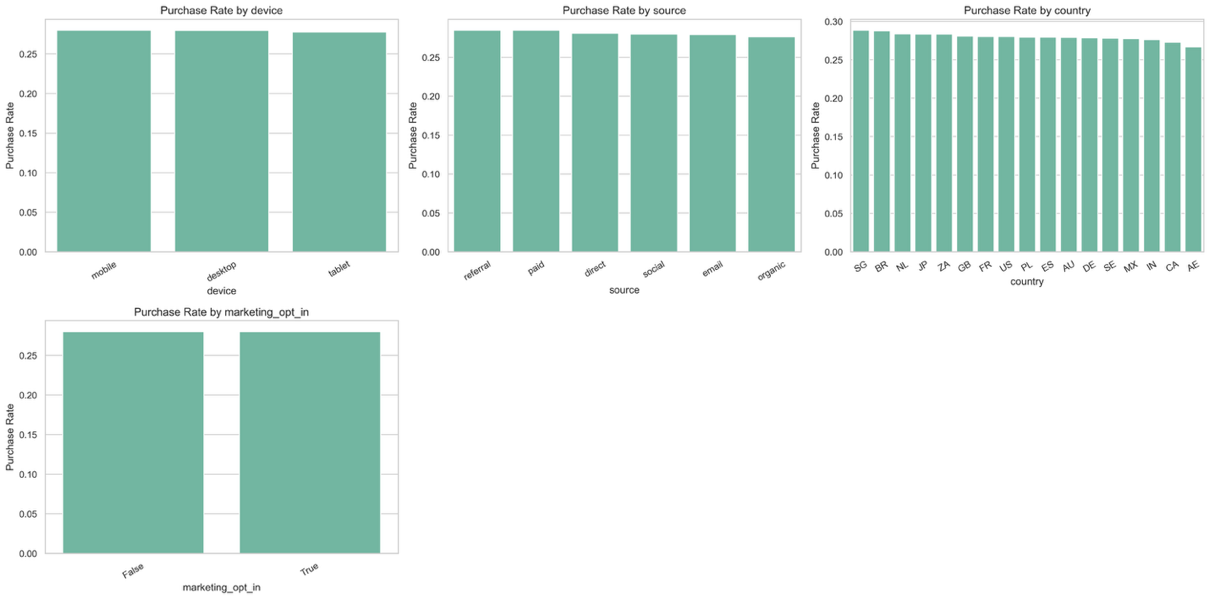 Purchase Rate by device
Purchase Rate
0.25
0.20
0.15
0.10
0.05
0.00
mobile
desktop
tablet
device
Purchase Rate by source
Purchase Rate
0.25
0.20
0.15
0.10
0.05
0.00
referral
paid
direct
social
email
organic
source
Purchase Rate by country
Purchase Rate
0.30
0.25
0.20
0.15
0.10
0.05
0.00
SG
BR
NL
JP
ZA
GB
FR
US
PL
ES
AU
DE
SE
MX
IN
CA
AE
country
Purchase Rate by marketing_opt_in
Purchase Rate
0.25
0.20
0.15
0.10
0.05
0.00
False
True
marketing_opt_in